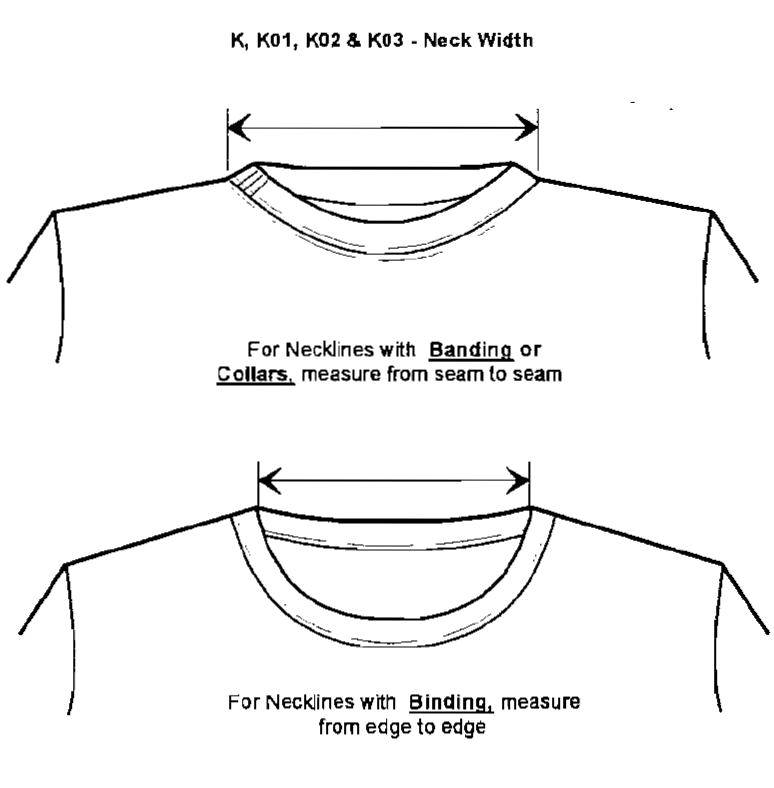 K, K01, K02 & K03 - Neck Width
For Necklines with Banding or
Collars, measure from seam to seam
For Necklines with Binding, measure
from edge to edge